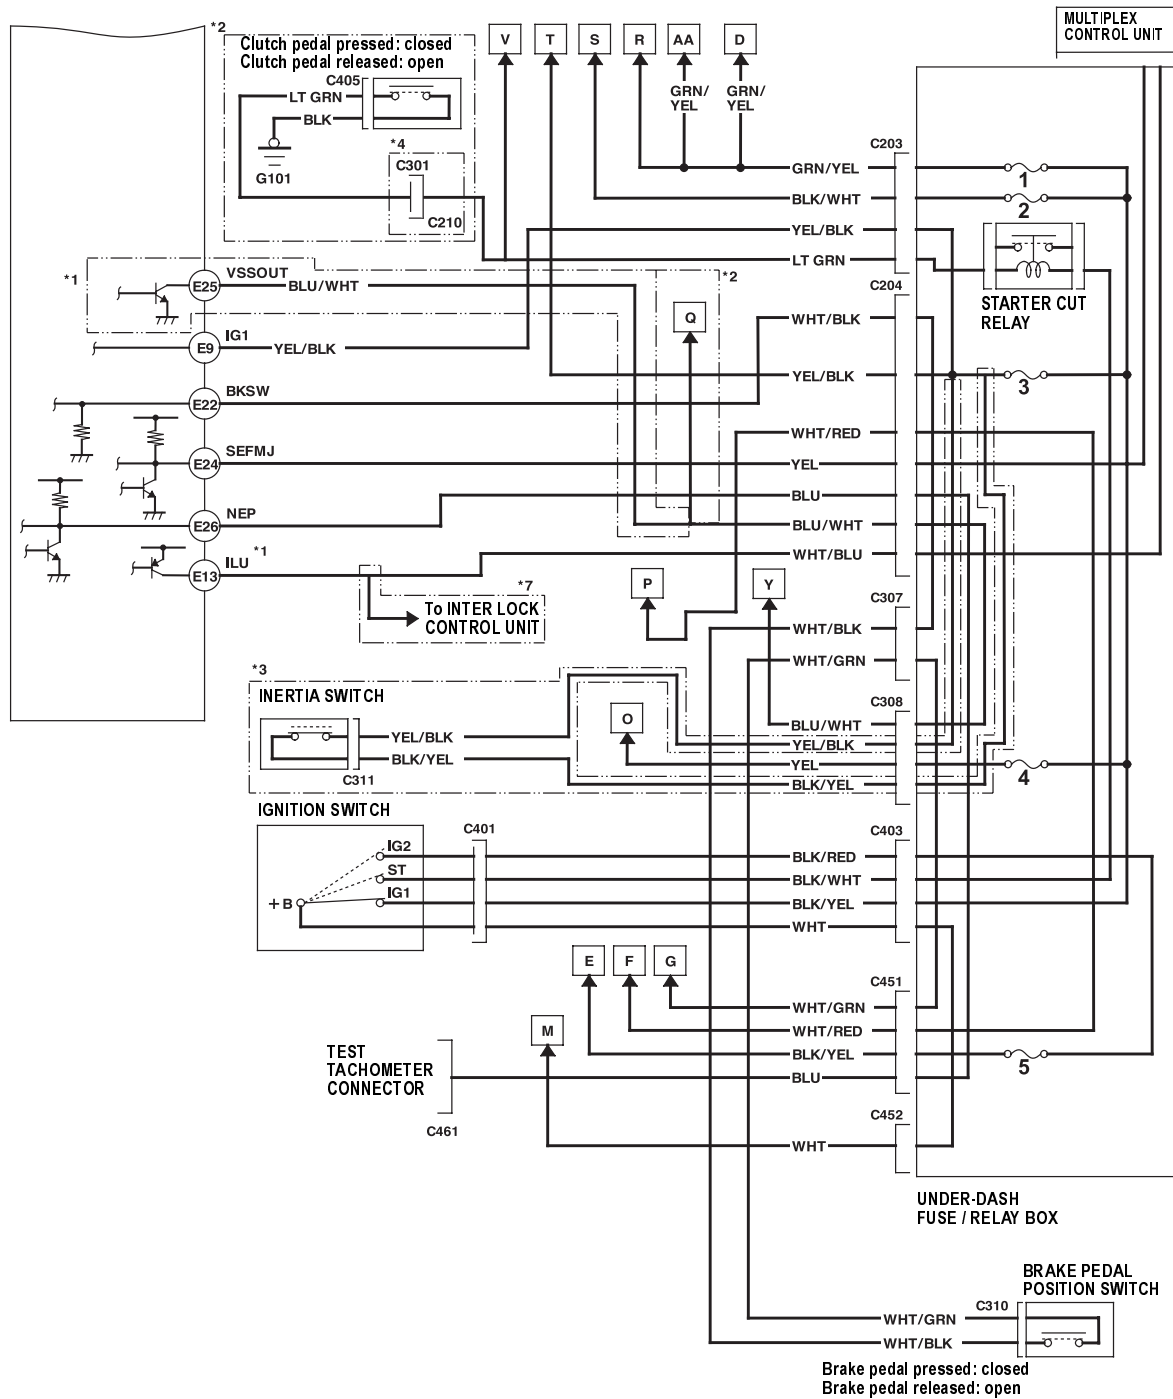 MULTIPLEX
CONTROL UNIT
*2
Clutch pedal pressed: closed
Clutch pedal released: open
C405
LT GRN
BLK
G101
*4
C301
C210
V
T
S
R
AA
D
GRN/
YEL
GRN/
YEL
C203
GRN/YEL
1
BLK/WHT
2
YEL/BLK
LT GRN
STARTER CUT
RELAY
*1
VSSOUT
E25
BLU/WHT
*2
Q
C204
IG1
E9
YEL/BLK
WHT/BLK
BKSW
E22
YEL/BLK
3
WHT/RED
SEFMJ
E24
YEL
BLU
NEP
E26
BLU/WHT
ILU
*1
E13
WHT/BLU
*7
To INTER LOCK
CONTROL UNIT
P
Y
C307
WHT/BLK
WHT/GRN
*3
INERTIA SWITCH
YEL/BLK
BLK/YEL
C311
O
C308
BLU/WHT
YEL/BLK
YEL
4
BLK/YEL
IGNITION SWITCH
C401
C403
IG2
ST
IG1
+B
BLK/RED
BLK/WHT
BLK/YEL
WHT
E
F
G
C451
WHT/GRN
WHT/RED
BLK/YEL
5
BLU
M
TEST
TACHOMETER
CONNECTOR
C461
C452
WHT
UNDER-DASH
FUSE / RELAY BOX
BRAKE PEDAL
POSITION SWITCH
C310
WHT/GRN
WHT/BLK
Brake pedal pressed: closed
Brake pedal released: open